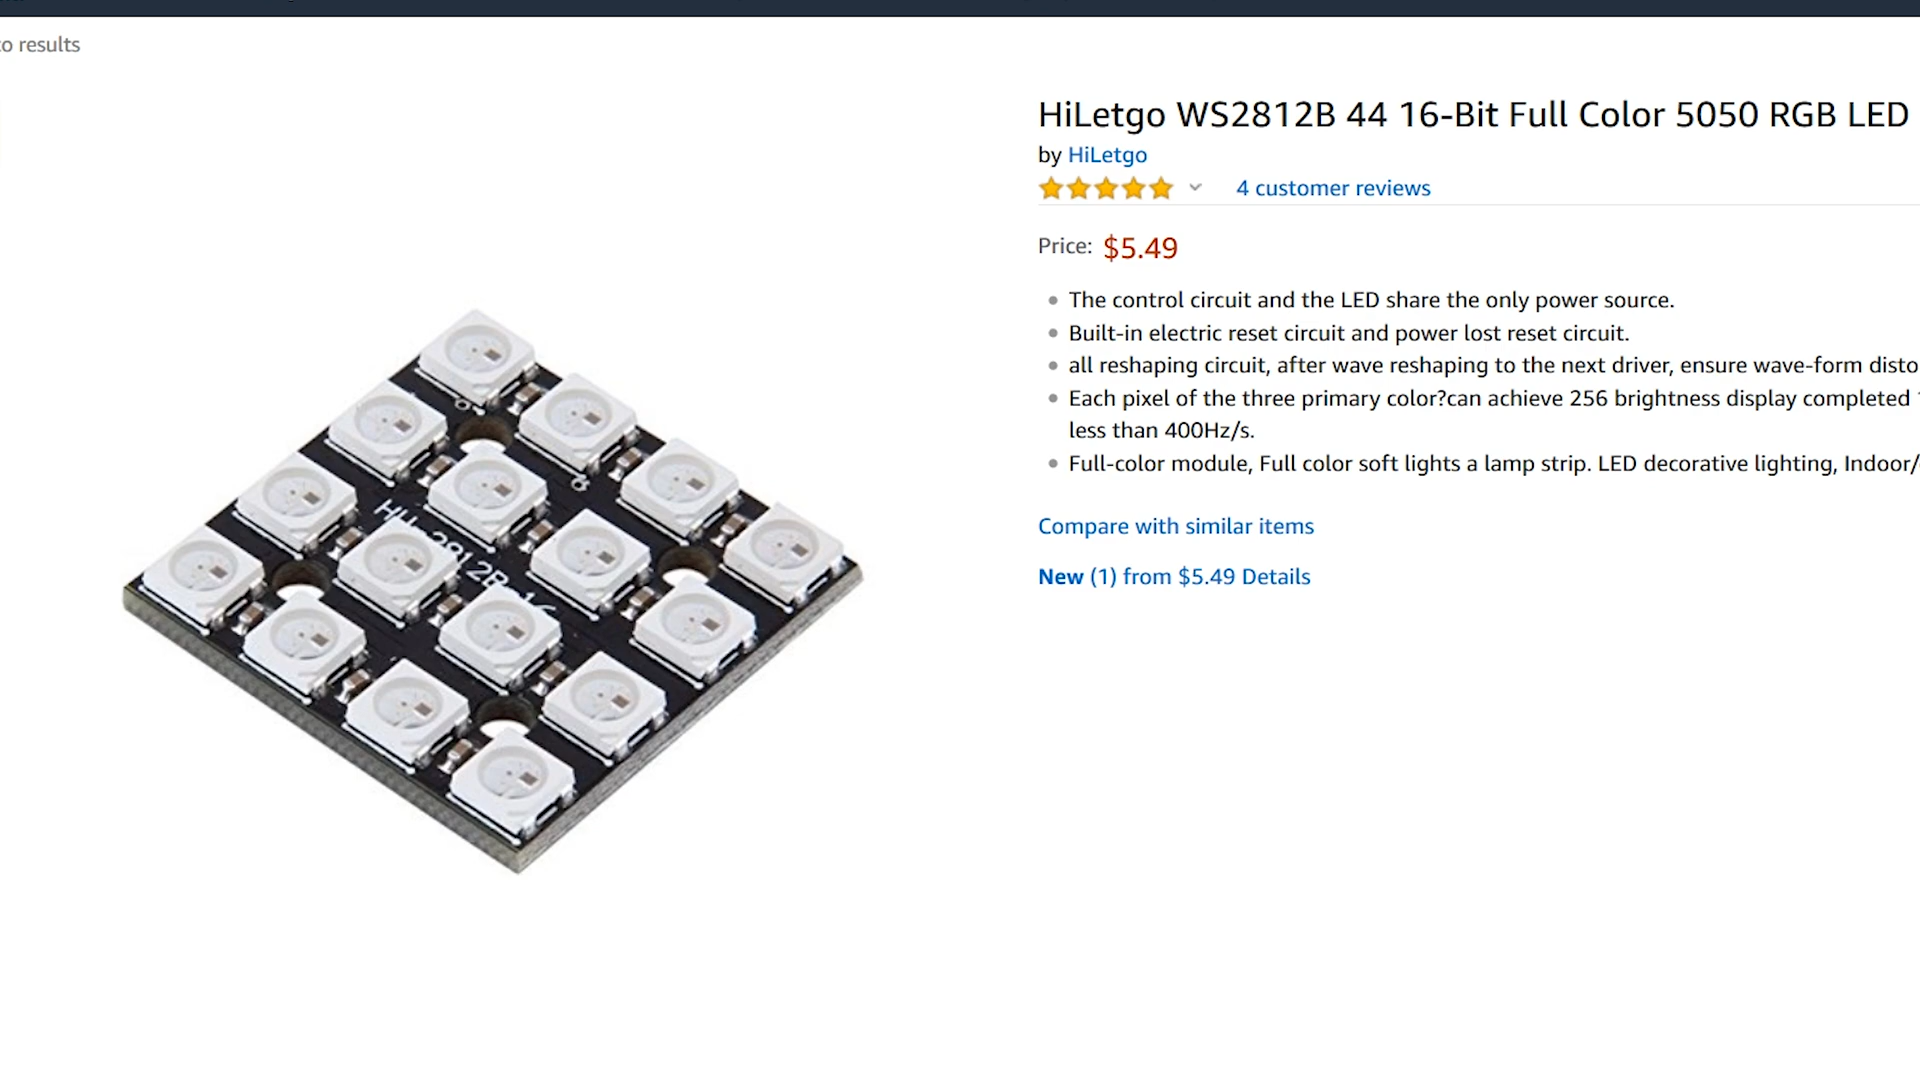 to results
HiLetgo WS2812B 44 16-Bit Full Color 5050 RGB LED
by HiLetgo
4 customer reviews
Price: $5.49
The control circuit and the LED share the only power source.
Built-in electric reset circuit and power lost reset circuit.
all reshaping circuit, after wave reshaping to the next driver, ensure wave-form disto
Each pixel of the three primary color?can achieve 256 brightness display completed
less than 400Hz/s.
Full-color module, Full color soft lights a lamp strip. LED decorative lighting, Indoor/
Compare with similar items
New (1) from $5.49 Details